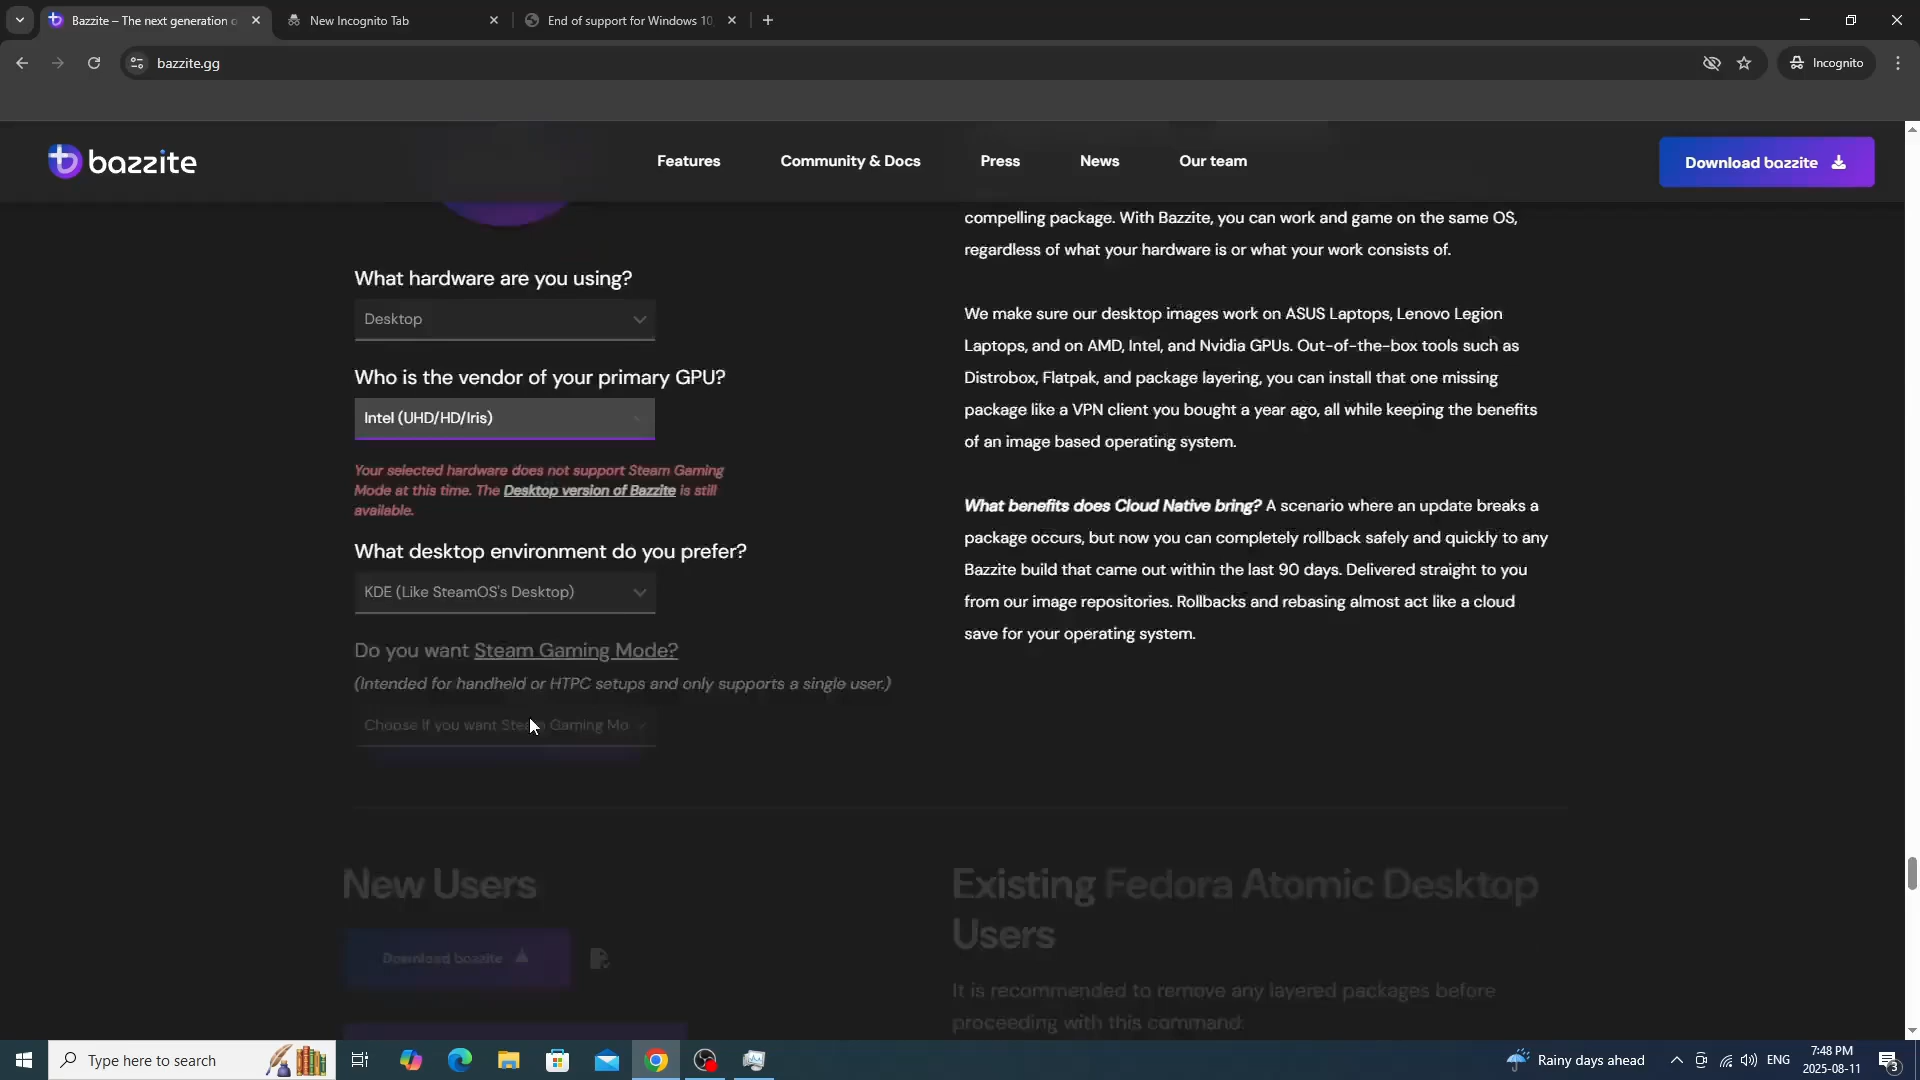 Bazzite – The next generation o
New Incognito Tab
End of support for Windows 10
bazzite.gg
Incognito
bazzite
Features
Community & Docs
Press
News
Our team
Download bazzite
What hardware are you using?
Desktop
Who is the vendor of your primary GPU?
Intel (UHD/HD/Iris)
Your selected hardware does not support Steam Gaming
Mode at this time. The Desktop version of Bazzite is still
available.
What desktop environment do you prefer?
KDE (Like SteamOS's Desktop)
Do you want Steam Gaming Mode?
(Intended for handheld or HTPC setups and only supports a single user.)
Choose if you want Steam Gaming Mo
compelling package. With Bazzite, you can work and game on the same OS,
regardless of what your hardware is or what your work consists of.
We make sure our desktop images work on ASUS Laptops, Lenovo Legion
Laptops, and on AMD, Intel, and Nvidia GPUs. Out-of-the-box tools such as
Distrobox, Flatpak, and package layering, you can install that one missing
package like a VPN client you bought a year ago, all while keeping the benefits
of an image based operating system.
What benefits does Cloud Native bring? A scenario where an update breaks a
package occurs, but now you can completely rollback safely and quickly to any
Bazzite build that came out within the last 90 days. Delivered straight to you
from our image repositories. Rollbacks and rebasing almost act like a cloud
save for your operating system.
New Users
Download bazzite
Existing Fedora Atomic Desktop
Users
It is recommended to remove any layered packages before
proceeding with this command.
Type here to search
Rainy days ahead
ENG
7:48 PM
2025-08-11
3